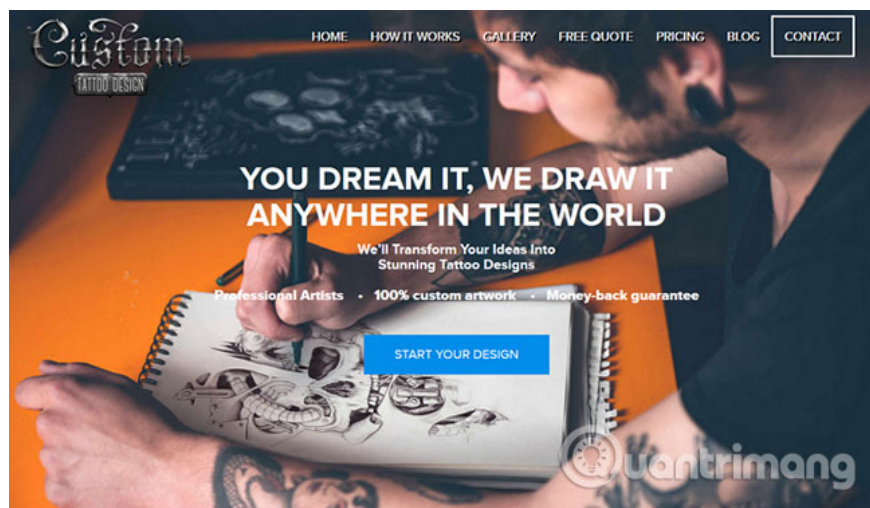 Custom
TATTOO DESIGN
HOME HOW IT WORKS GALLERY FREE QUOTE PRICING BLOG CONTACT
YOU DREAM IT, WE DRAW IT
ANYWHERE IN THE WORLD
We'll Transform Your Ideas Into
Stunning Tattoo Designs
Professional Artists • 100% custom artwork • Money-back guarantee
START YOUR DESIGN
Quantrimang